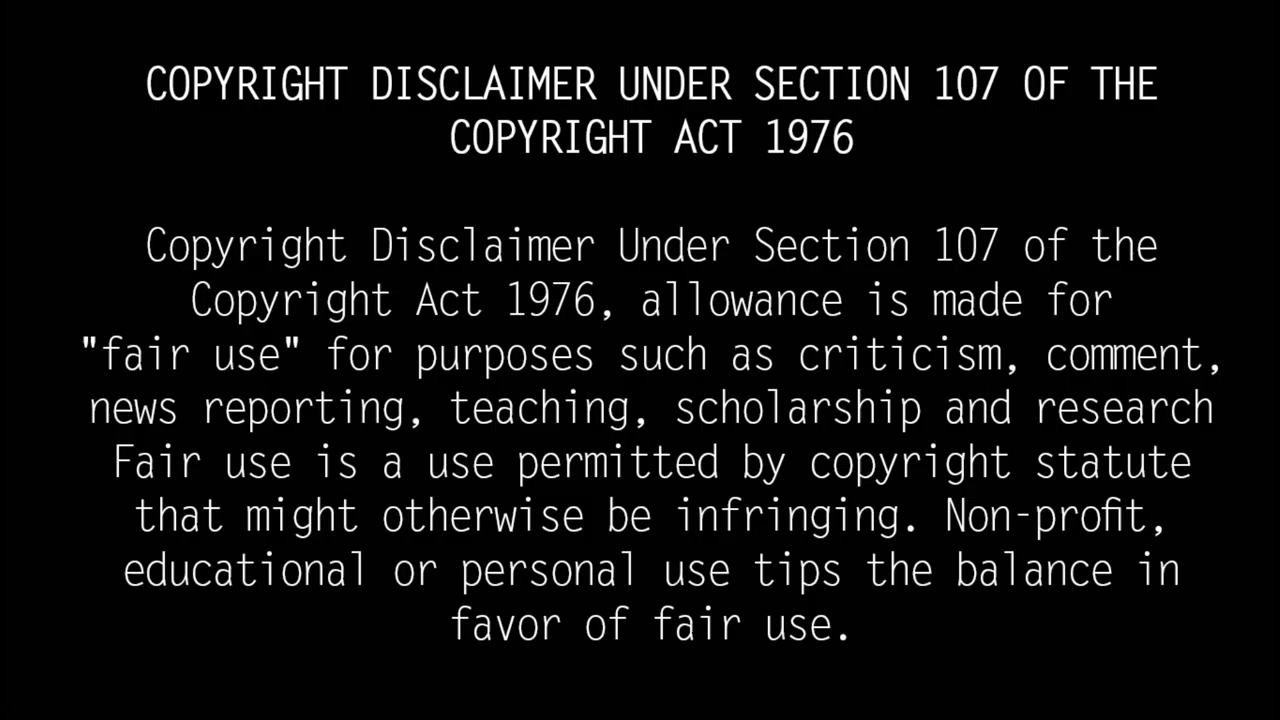 COPYRIGHT DISCLAIMER UNDER SECTION 107 OF THE
COPYRIGHT ACT 1976
Copyright Disclaimer Under Section 107 of the
Copyright Act 1976, allowance is made for
"fair use" for purposes such as criticism, comment,
news reporting, teaching, scholarship and research
Fair use is a use permitted by copyright statute
that might otherwise be infringing. Non-profit,
educational or personal use tips the balance in
favor of fair use.